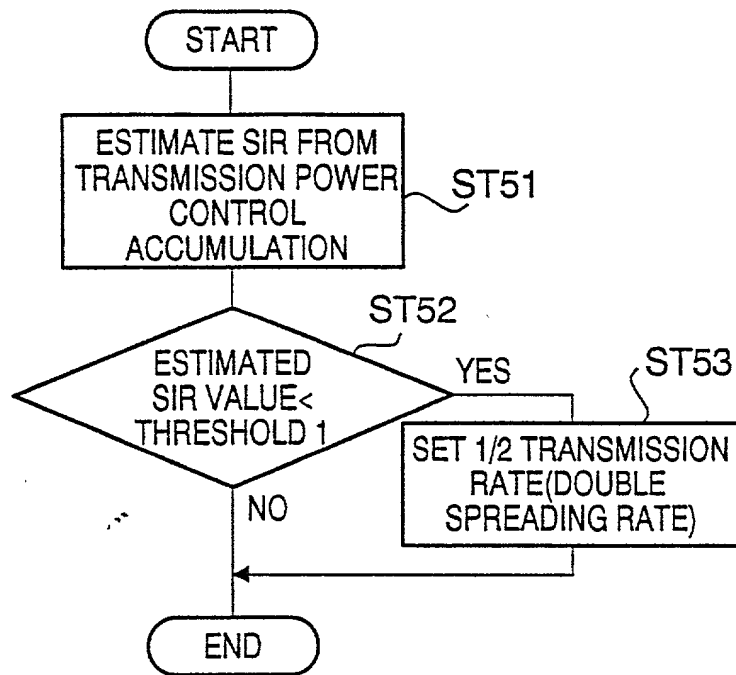 START
ESTIMATE SIR FROM
TRANSMISSION POWER
CONTROL
ACCUMULATION
ST51
ST52
ESTIMATED
SIR VALUE<
THRESHOLD 1
YES
ST53
SET 1/2 TRANSMISSION
RATE(DOUBLE
SPREADING RATE)
NO
END